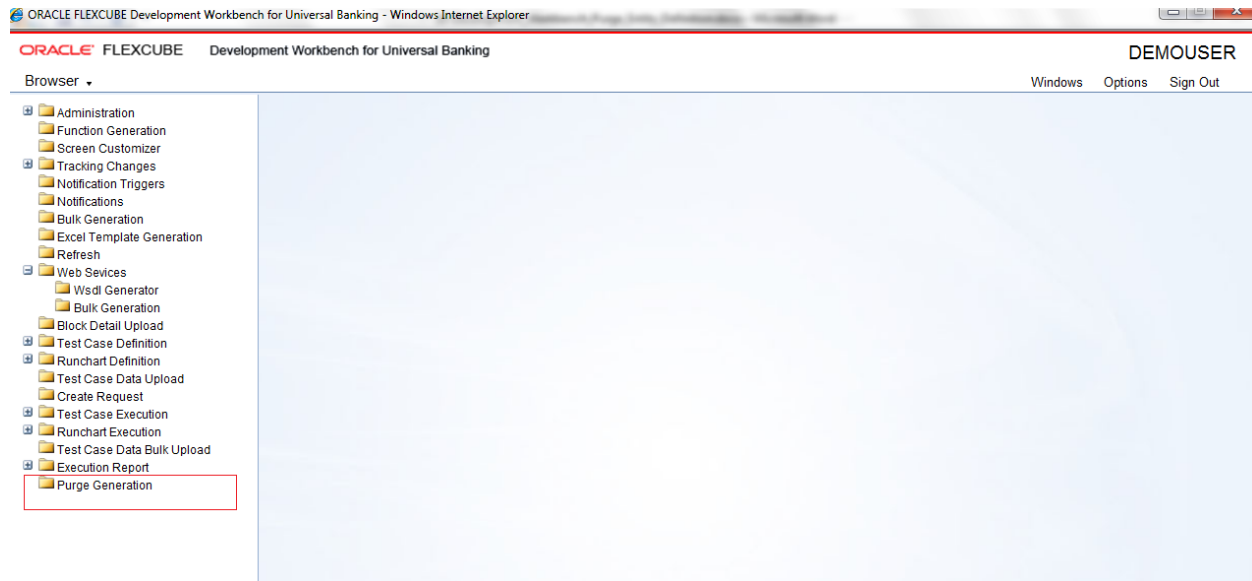 ORACLE FLEXCUBE Development Workbench for Universal Banking - Windows Internet Explorer
ORACLE® FLEXCUBE Development Workbench for Universal Banking
DEMOUSER
Browser
Windows Options Sign Out
Administration
Function Generation
Screen Customizer
Tracking Changes
Notification Triggers
Notifications
Bulk Generation
Excel Template Generation
Refresh
Web Sevices
Wsdl Generator
Bulk Generation
Block Detail Upload
Test Case Definition
Runchart Definition
Test Case Data Upload
Create Request
Test Case Execution
Runchart Execution
Test Case Data Bulk Upload
Execution Report
Purge Generation